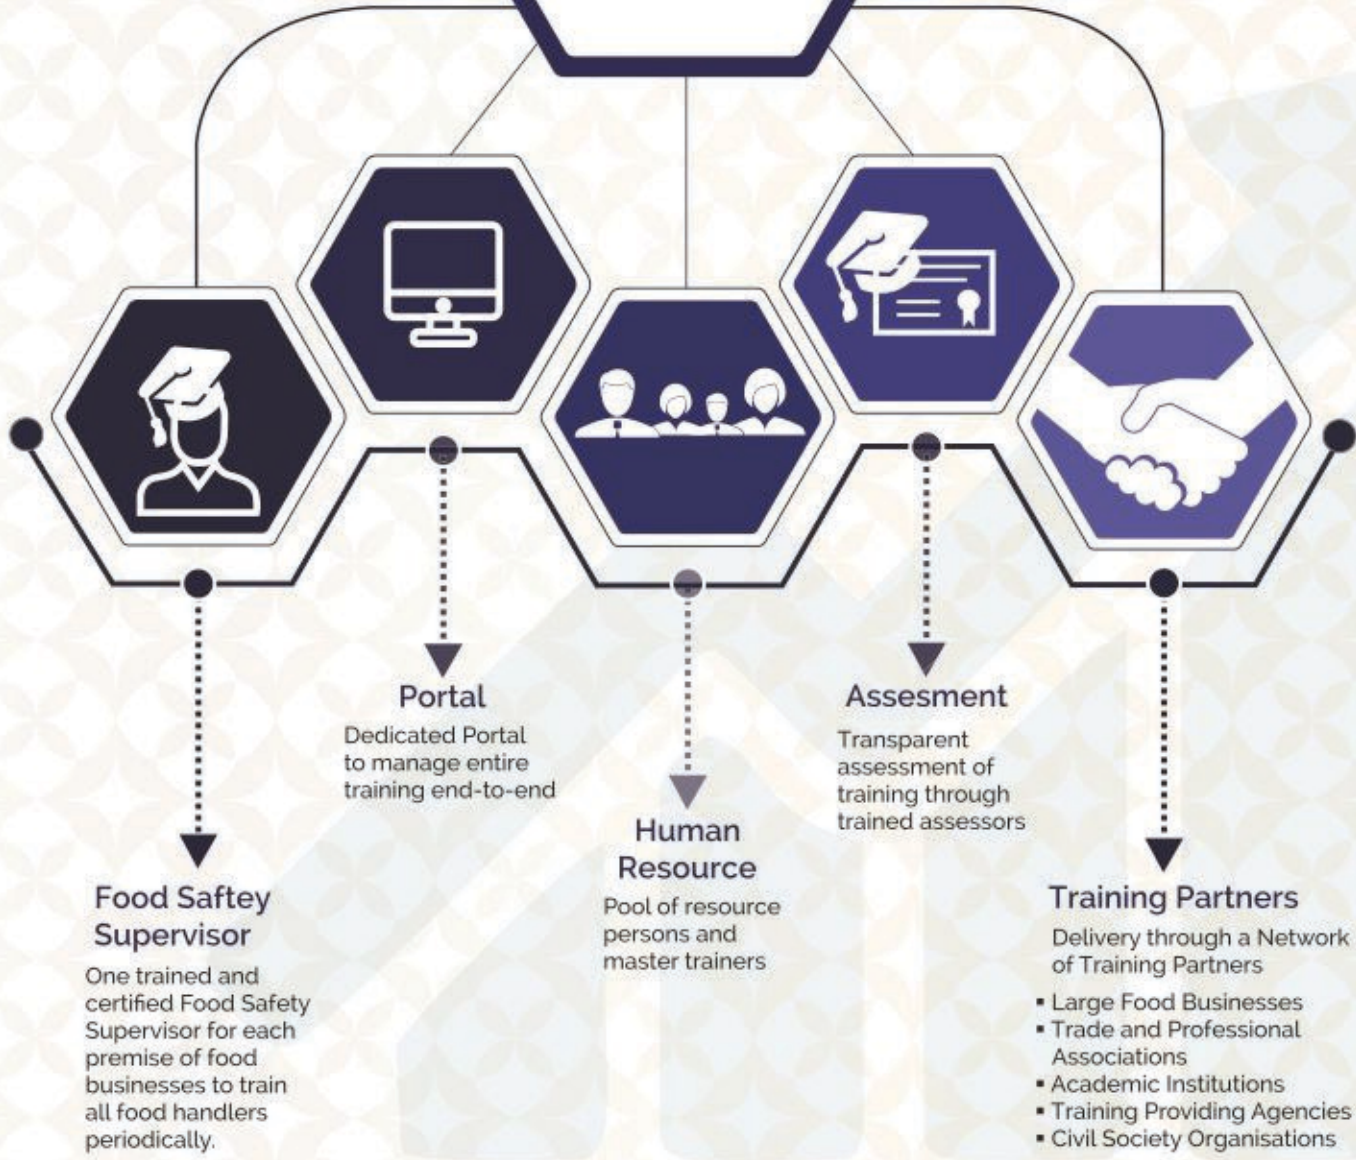 Portal
Dedicated Portal
to manage entire
training end-to-end
Assesment
Transparent
assessment of
training through
trained assessors
Human
Resource
Pool of resource
persons and
master trainers
Food Saftey
Supervisor
One trained and
certified Food Safety
Supervisor for each
premise of food
businesses to train
all food handlers
periodically.
Training Partners
Delivery through a Network
of Training Partners
▪ Large Food Businesses
▪ Trade and Professional
Associations
▪ Academic Institutions
▪ Training Providing Agencies
▪ Civil Society Organisations